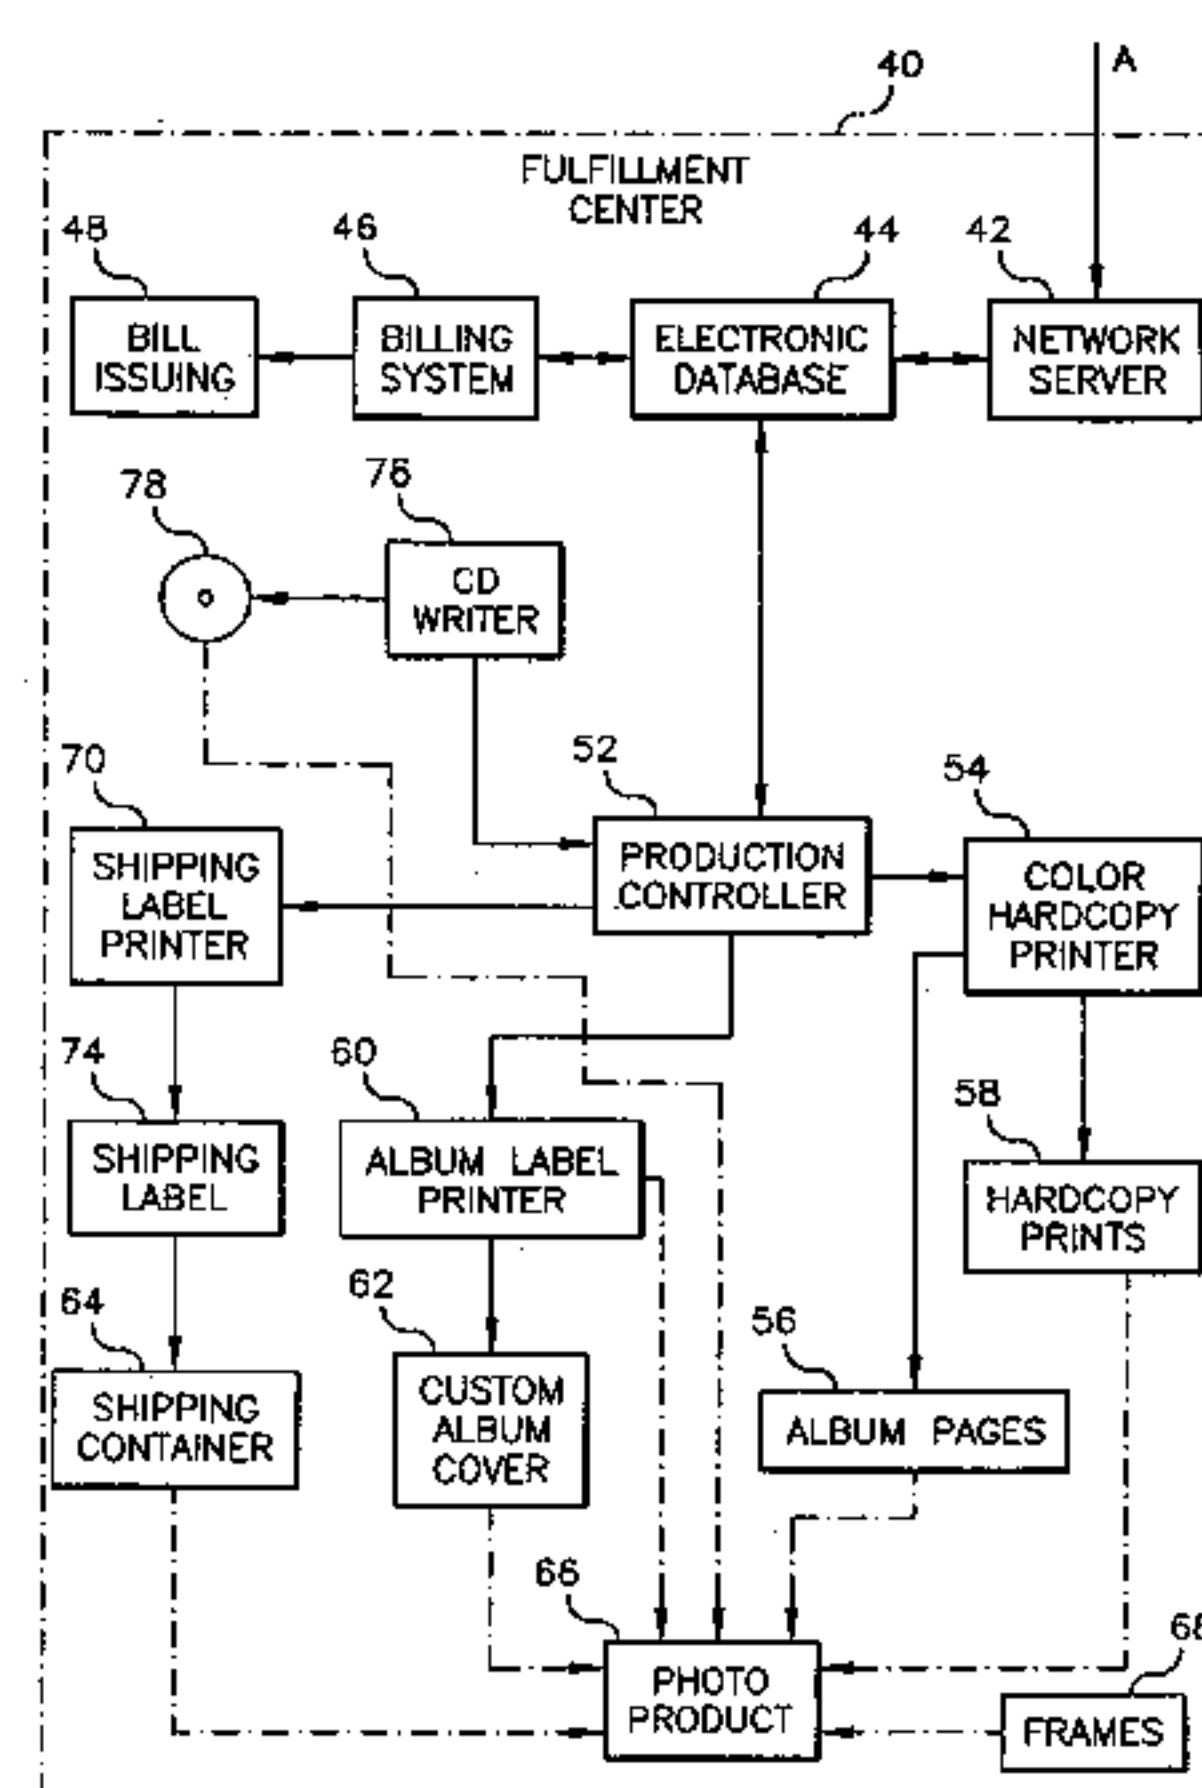 40
A
FULFILLMENT
CENTER
48
46
44
42
BILL
ISSUING
BILLING
SYSTEM
ELECTRONIC
DATABASE
NETWORK
SERVER
78
76
CD
WRITER
70
52
54
SHIPPING
LABEL
PRINTER
PRODUCTION
CONTROLLER
COLOR
HARDCOPY
PRINTER
74
60
58
SHIPPING
LABEL
ALBUM LABEL
PRINTER
HARDCOPY
PRINTS
64
62
56
SHIPPING
CONTAINER
CUSTOM
ALBUM
COVER
ALBUM PAGES
66
68
PHOTO
PRODUCT
FRAMES